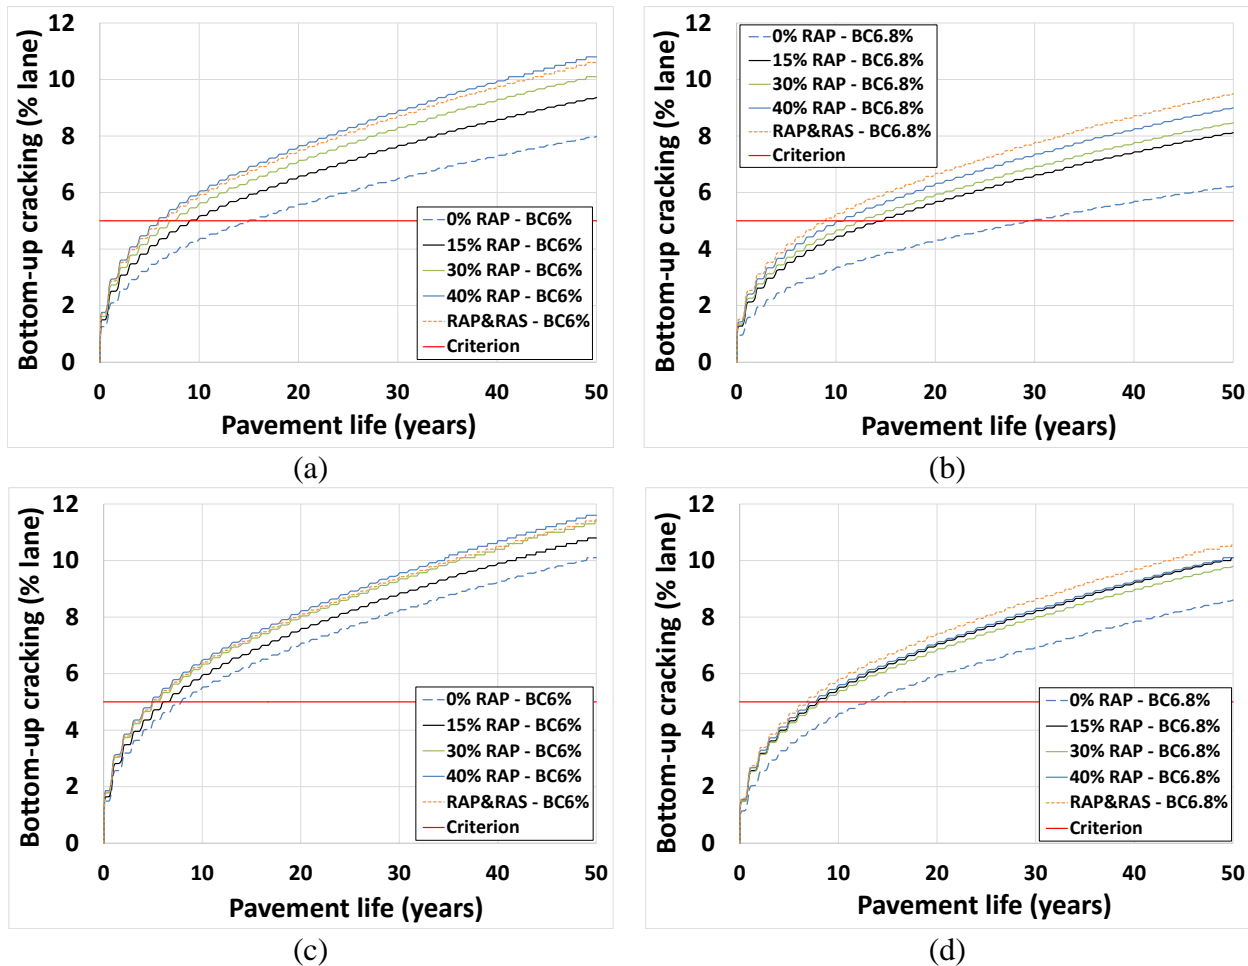 Bottom-up cracking (% lane)
12
10
8
6
4
2
0
0% RAP - BC6%
15% RAP - BC6%
30% RAP - BC6%
40% RAP - BC6%
RAP&RAS - BC6%
Criterion
0 10 20 30 40 50
Pavement life (years)
(a)
Bottom-up cracking (% lane)
12
10
8
6
4
2
0
0% RAP - BC6.8%
15% RAP - BC6.8%
30% RAP - BC6.8%
40% RAP - BC6.8%
RAP&RAS - BC6.8%
Criterion
0 10 20 30 40 50
Pavement life (years)
(b)
Bottom-up cracking (% lane)
12
10
8
6
4
2
0
0% RAP - BC6%
15% RAP - BC6%
30% RAP - BC6%
40% RAP - BC6%
RAP&RAS - BC6%
Criterion
0 10 20 30 40 50
Pavement life (years)
(c)
Bottom-up cracking (% lane)
12
10
8
6
4
2
0
0% RAP - BC6.8%
15% RAP - BC6.8%
30% RAP - BC6.8%
40% RAP - BC6.8%
RAP&RAS - BC6.8%
Criterion
0 10 20 30 40 50
Pavement life (years)
(d)